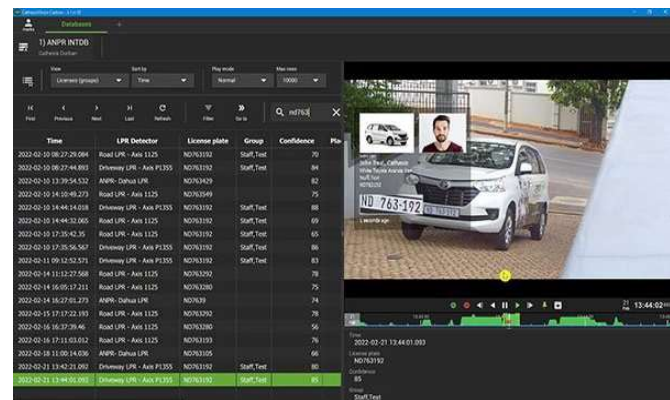 Databases
+
1) ANPR INTDB
Cathexis Durban
View
Sort by
Play mode
Max rows
Licenses (groups)
Time
Normal
10000
First
Previous
Next
Last
Refresh
Filter
Go to
nd763
Time LPR Detector License plate Group Confidence Pla
2022-02-10 08:27:29.084 Road LPR - Axis 1125 ND763192 Staff,Test 70
2022-02-10 08:27:44.893 Driveway LPR - Axis P1355 ND763192 Staff,Test 84
2022-02-10 13:39:54.532 ANPR- Dahua LPR ND763429 82
2022-02-10 14:10:49.273 Road LPR - Axis 1125 ND763549 75
2022-02-10 14:44:14.018 Driveway LPR - Axis P1355 ND763192 Staff,Test 88
2022-02-10 14:44:32.065 Road LPR - Axis 1125 ND763192 Staff,Test 69
2022-02-10 17:35:42.35 Road LPR - Axis 1125 ND763192 Staff,Test 65
2022-02-10 17:35:56.567 Driveway LPR - Axis P1355 ND763192 Staff,Test 86
2022-02-11 09:12:52.571 Driveway LPR - Axis P1355 ND763192 Staff,Test 83
2022-02-14 11:12:27.568 Road LPR - Axis 1125 ND763292 78
2022-02-14 16:05:17.211 Road LPR - Axis 1125 ND763280 75
2022-02-14 16:27:01.273 ANPR- Dahua LPR ND7639 74
2022-02-15 17:17:22.193 Road LPR - Axis 1125 ND763292 78
2022-02-16 16:37:39.46 Road LPR - Axis 1125 ND763280 56
2022-02-16 17:11:03.012 Road LPR - Axis 1125 ND763193 76
2022-02-18 11:00:14.036 ANPR- Dahua LPR ND763105 66
2022-02-21 13:42:21.092 Driveway LPR - Axis P1355 ND763192 Staff,Test 80
2022-02-21 13:44:01.092 Driveway LPR - Axis P1355 ND763192 Staff,Test 85
Staff,Test
ND763192
ND 763-192
ND 763192
21
Feb
13:44:02
Time
2022-02-21 13:44:01.093
License plate
ND763192
Confidence
85
Group
Staff,Test